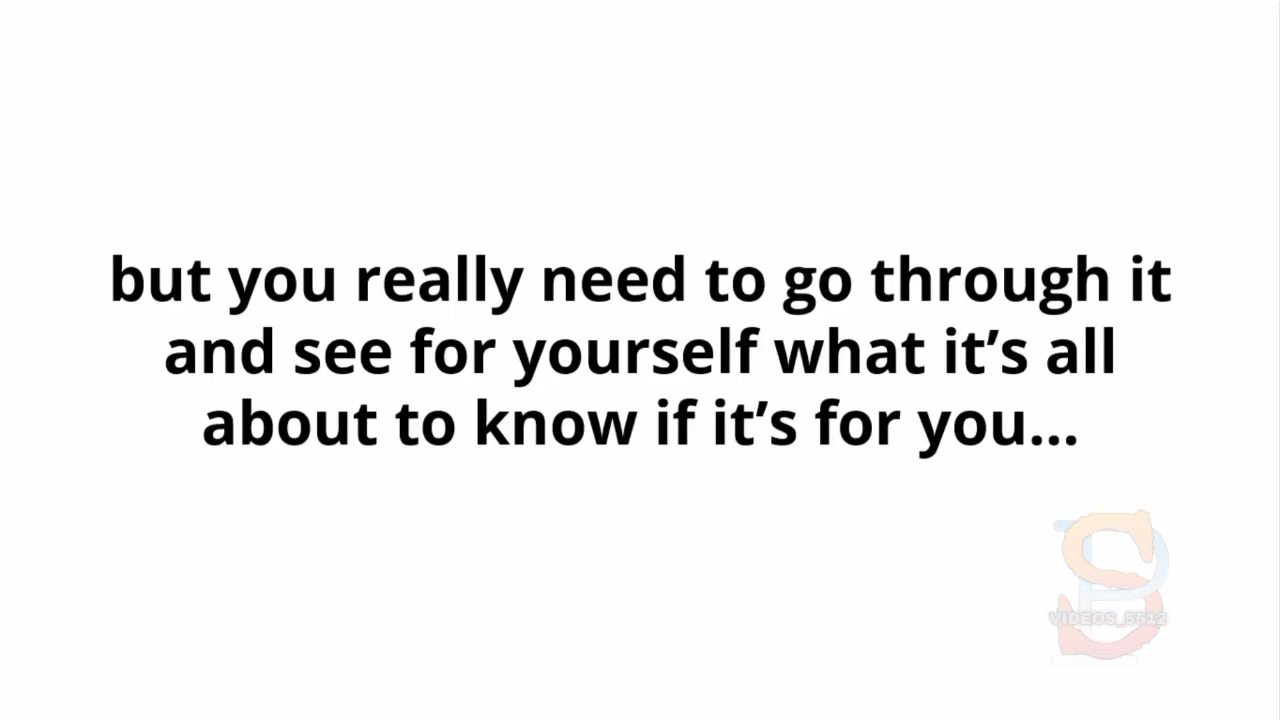 but you really need to go through it
and see for yourself what it’s all
about to know if it’s for you...
VIDEOS_5512